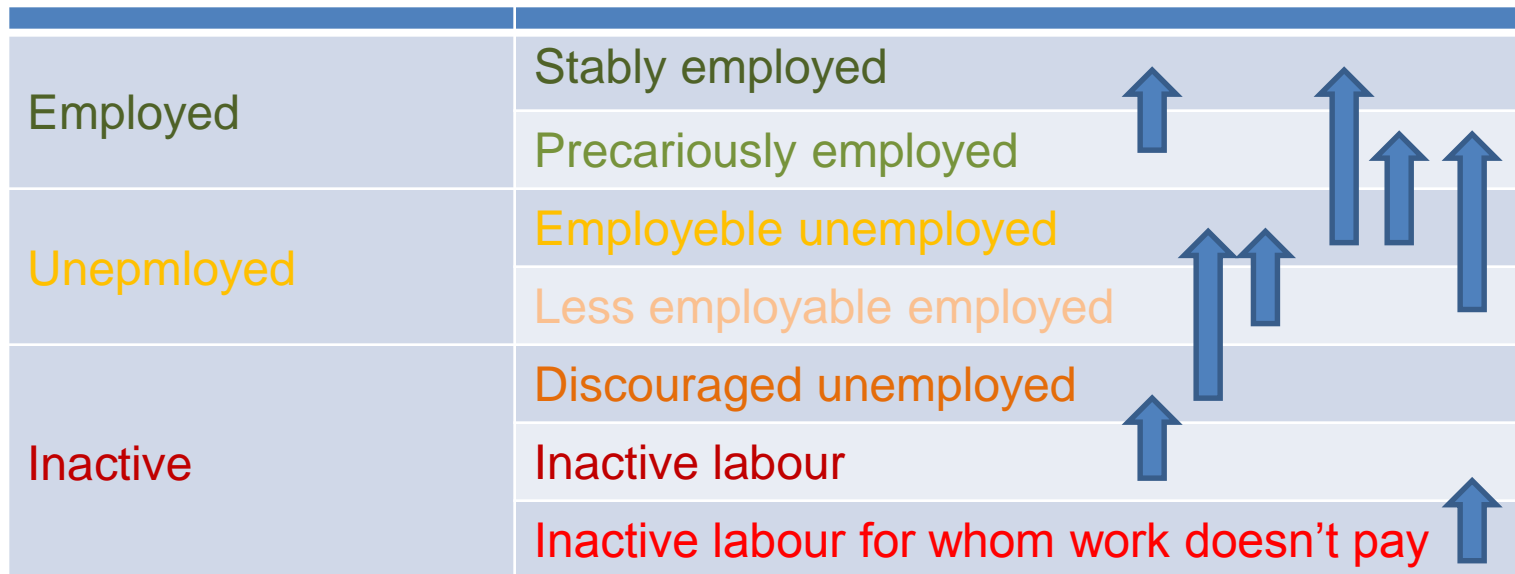 Employed
Stably employed
Precariously employed
Unepmloyed
Employeble unemployed
Less employable employed
Inactive
Discouraged unemployed
Inactive labour
Inactive labour for whom work doesn’t pay